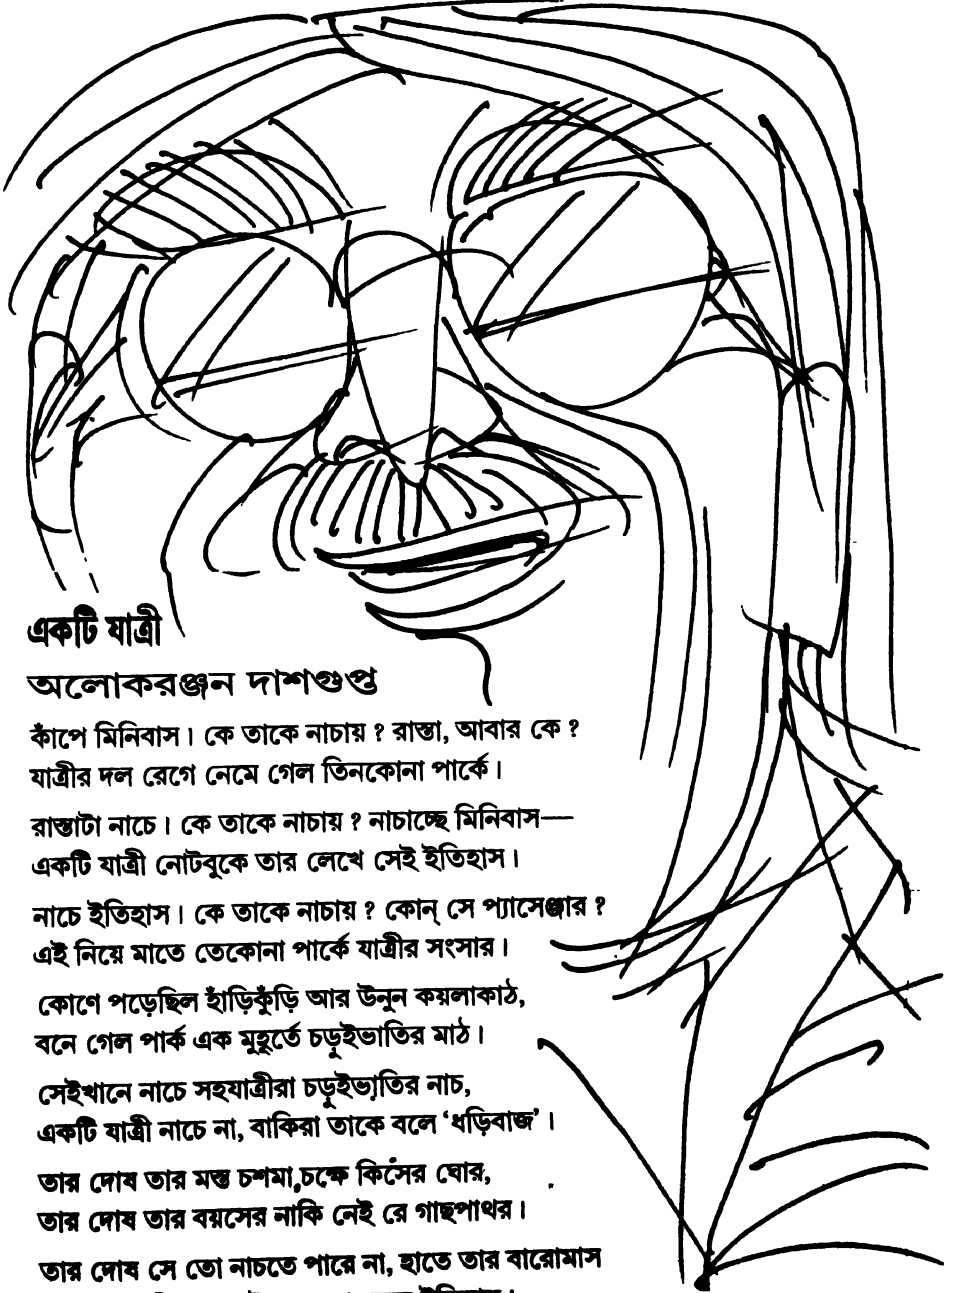 একটি যাত্রী
অলোকরঞ্জন দাশগুপ্ত
কাঁপে মিনিবাস। কে তাকে নাচায় ? রাস্তা, আবার কে ?
যাত্রীর দল রেগে নেমে গেল তিনকোনা পার্কে।
রাস্তাটা নাচে। কে তাকে নাচায় ? নাচাচ্ছে মিনিবাস—
একটি যাত্রী নোটবুকে তার লেখে সেই ইতিহাস।
নাচে ইতিহাস। কে তাকে নাচায় ? কোন্ সে প্যাসেঞ্জার ?
এই নিয়ে মাতে তেকোনা পার্কে যাত্রীর সংসার।
কোণে পড়েছিল হাঁড়িকুঁড়ি আর উনুন কয়লাকাঠ,
বনে গেল পার্ক এক মুহূর্তে চড়ুইভাতির মাঠ।
সেইখানে নাচে সহযাত্রীরা চড়ুইভাতির নাচ,
একটি যাত্রী নাচে না, বাকিরা তাকে বলে ‘ধড়িবাজ’।
তার দোষ তার মস্ত চশমা,চক্ষে কিসের ঘোর,
তার দোষ তার বয়সের নাকি নেই রে গাছপাথর।
তার দোষ সে তো নাচতে পারে না, হাতে তার বারোমাস